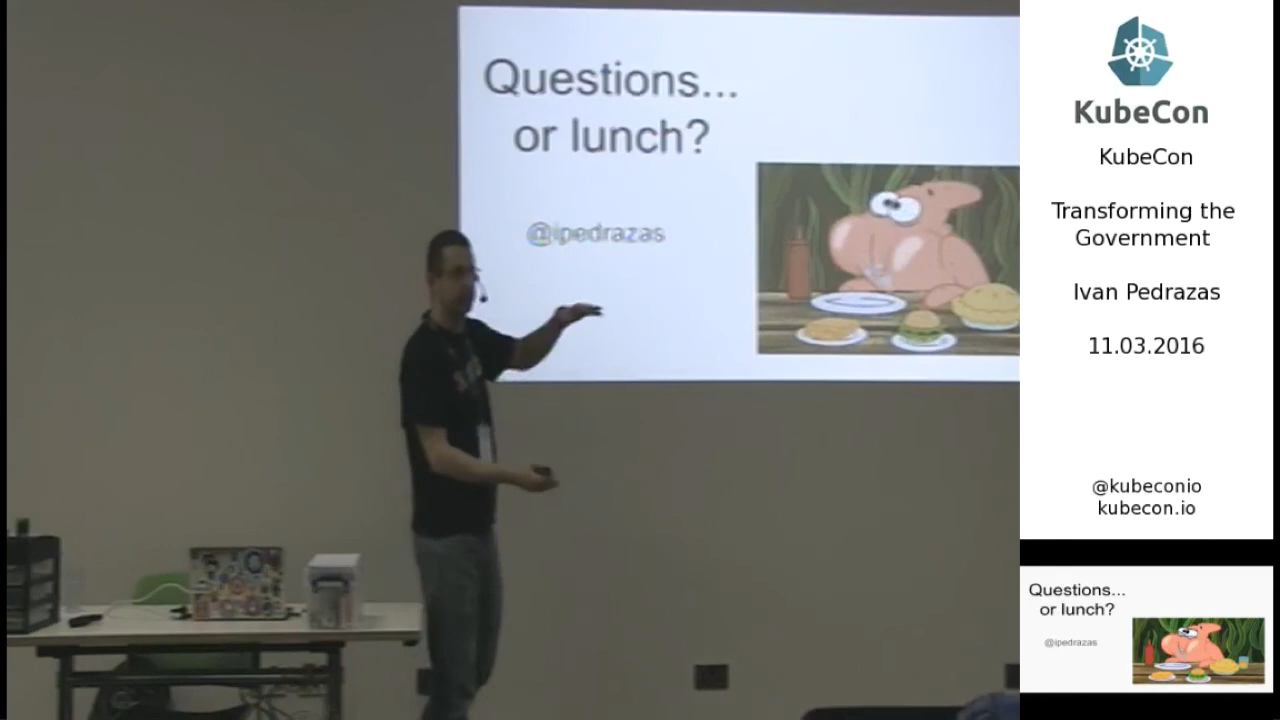 Questions...
or lunch?
@ipedrazas
KubeCon
KubeCon
Transforming the
Government
Ivan Pedrazas
11.03.2016
@kubeconio
kubecon.io
Questions...
or lunch?
@ipedrazas